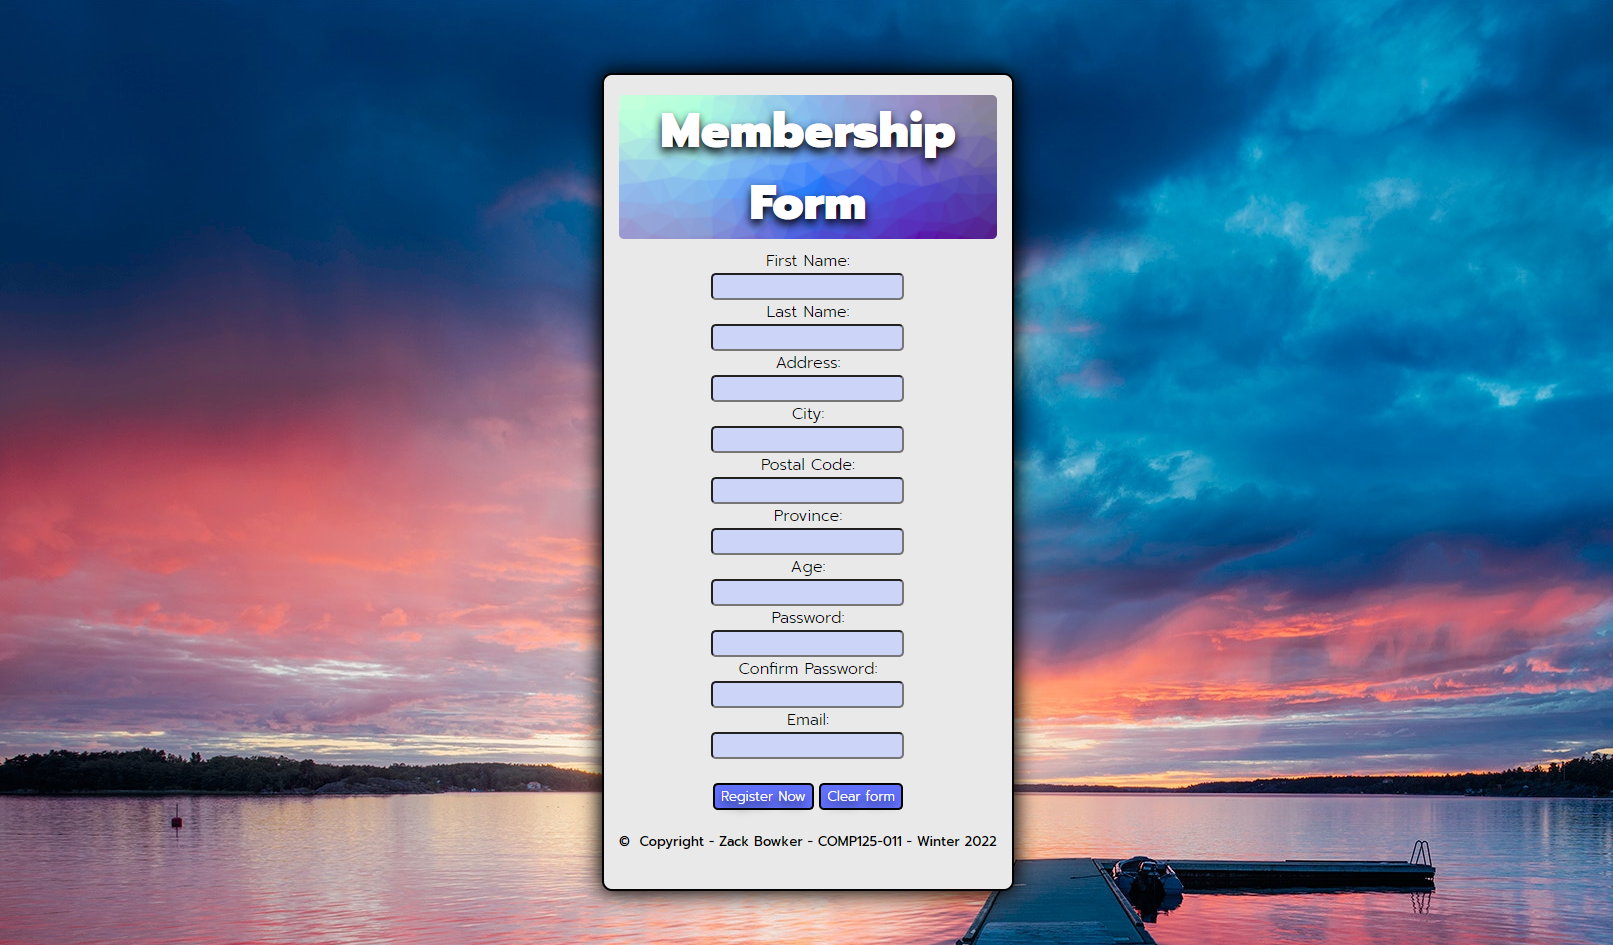 Membership
Form
First Name:
Last Name:
Address:
City:
Postal Code:
Province:
Age:
Password:
Confirm Password:
Email:
Register Now Clear form
© Copyright - Zack Bowker - COMP125-011 - Winter 2022